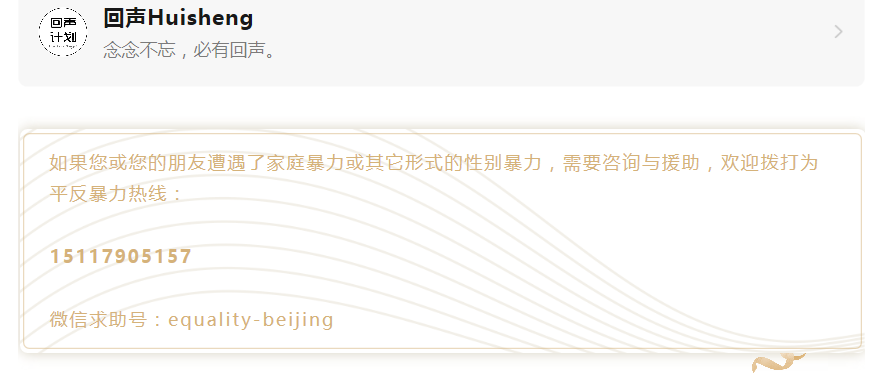 回声
计划
回声Huisheng
念念不忘，必有回声。
如果您或您的朋友遭遇了家庭暴力或其它形式的性别暴力，需要咨询与援助，欢迎拨打为
平反暴力热线：
15117905157
微信求助号：equality-beijing